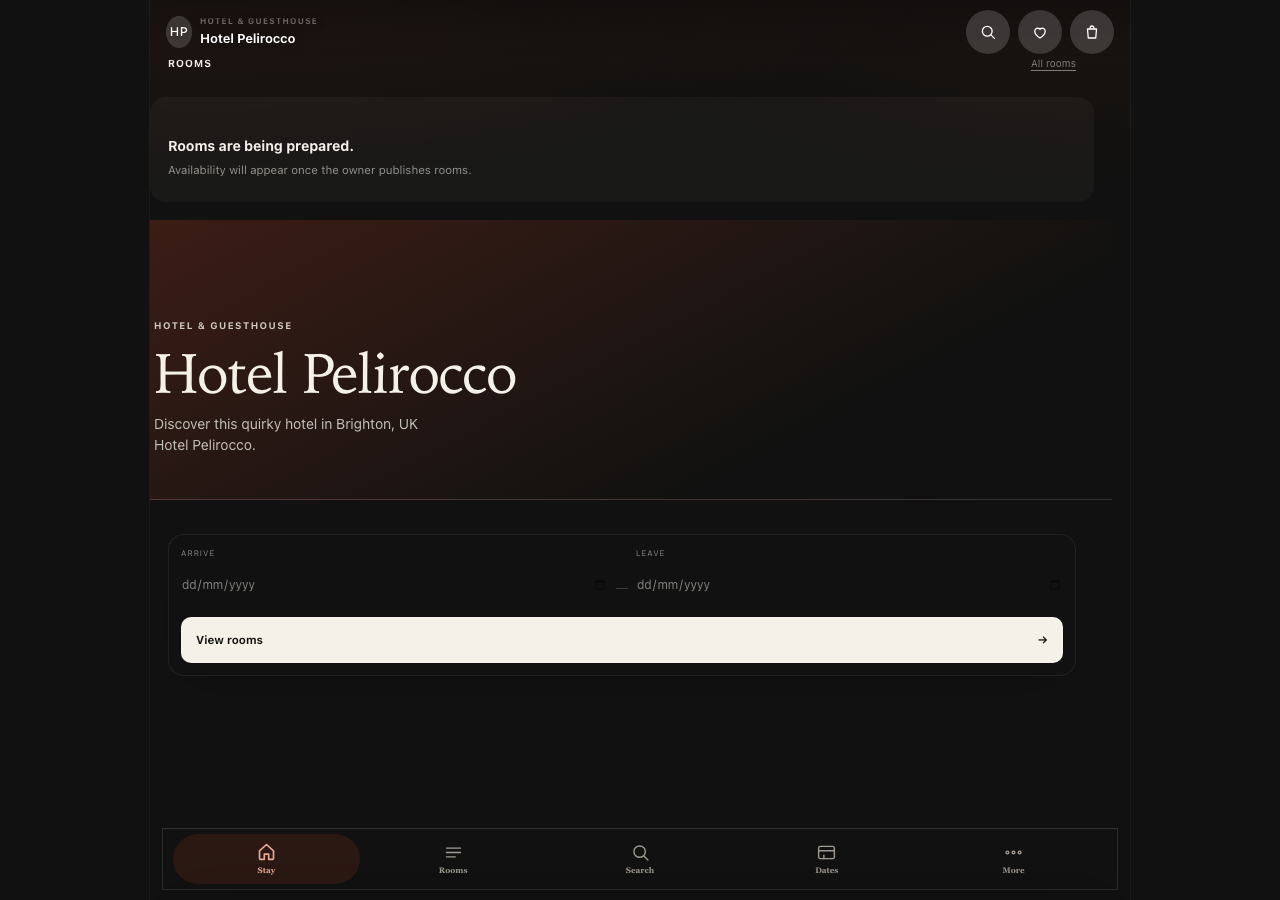 HP
HOTEL & GUESTHOUSE
Hotel Pelirocco
ROOMS
All rooms
Rooms are being prepared.
Availability will appear once the owner publishes rooms.
HOTEL & GUESTHOUSE
Hotel Pelirocco
Discover this quirky hotel in Brighton, UK
Hotel Pelirocco.
ARRIVE
LEAVE
dd/mm/yyyy
—
dd/mm/yyyy
View rooms
Stay
Rooms
Search
Dates
More